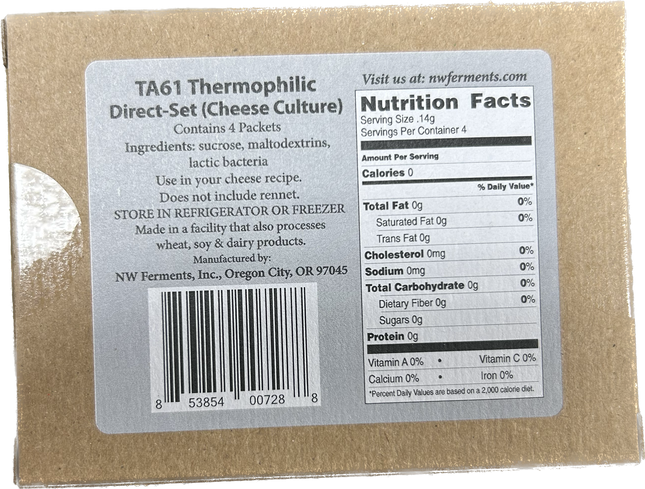 TA61 Thermophilic
Direct-Set (Cheese Culture)
Contains 4 Packets
Ingredients: sucrose, maltodextrins,
lactic bacteria
Use in your cheese recipe.
Does not include rennet.
STORE IN REFRIGERATOR OR FREEZER
Made in a facility that also processes
wheat, soy & dairy products.
Manufactured by:
NW Ferments, Inc., Oregon City, OR 97045
8 53854 00728 8
Visit us at: nwferments.com
Nutrition Facts
Serving Size .14g
Servings Per Container 4
Amount Per Serving
Calories 0
% Daily Value*
Total Fat 0g 0%
Saturated Fat 0g 0%
Trans Fat 0g
Cholesterol 0mg 0%
Sodium 0mg 0%
Total Carbohydrate 0g 0%
Dietary Fiber 0g 0%
Sugars 0g
Protein 0g
Vitamin A 0% • Vitamin C 0%
Calcium 0% • Iron 0%
*Percent Daily Values are based on a 2,000 calorie diet.